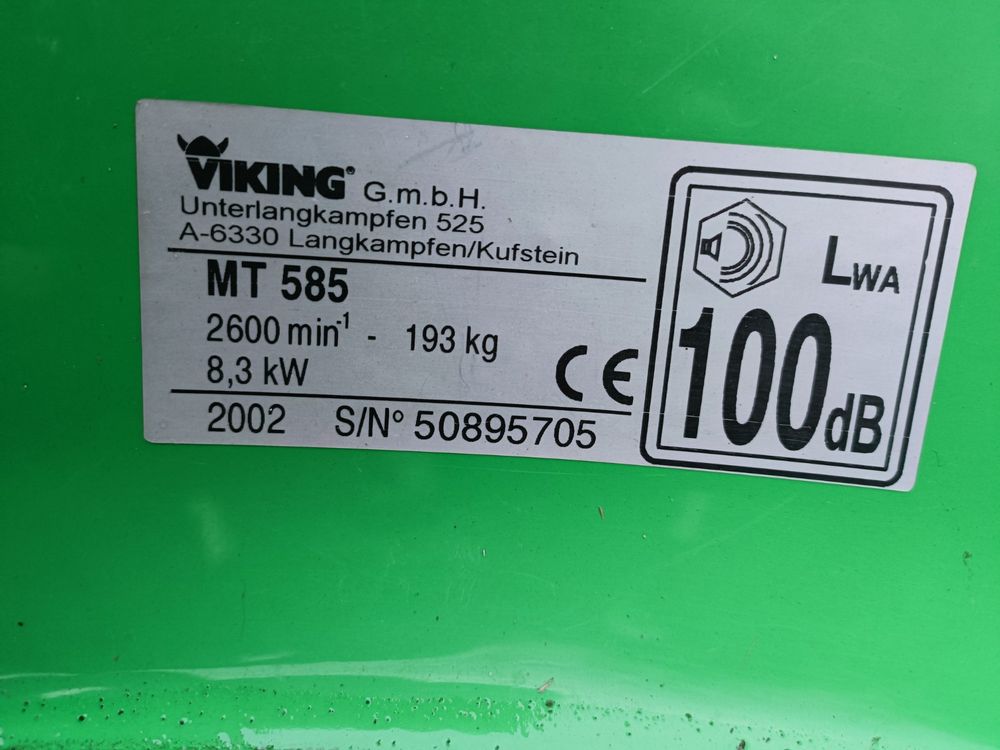 VIKING® G.m.b.H.
Unterlangkampfen 525
A-6330 Langkampfen/Kufstein
MT 585
2600 min⁻¹ - 193 kg
8,3 kW
CE
2002 S/N° 50895705
LWA
100dB